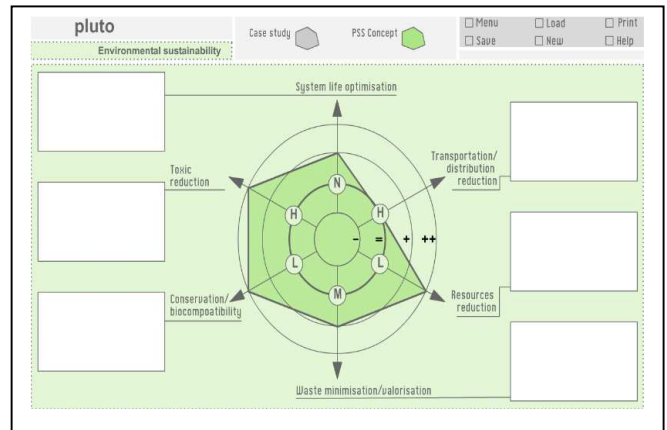 pluto
Environmental sustainability
Case study
PSS Concept
Menu
Load
Print
Save
New
Help
System life optimisation
Toxic
reduction
Transportation/
distribution
reduction
N
H
H
- = + ++
L
L
M
Conservation/
biocompoatibility
Resources
reduction
Waste minimisation/valorisation